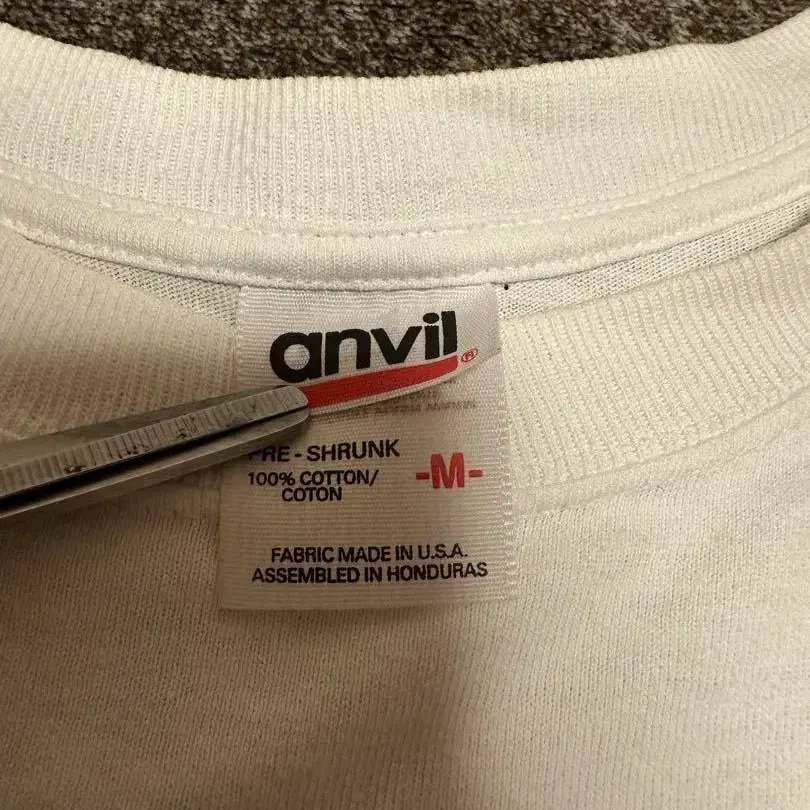 anvil®
PRE-SHRUNK
100% COTTON/
COTON
-M-
FABRIC MADE IN U.S.A.
ASSEMBLED IN HONDURAS